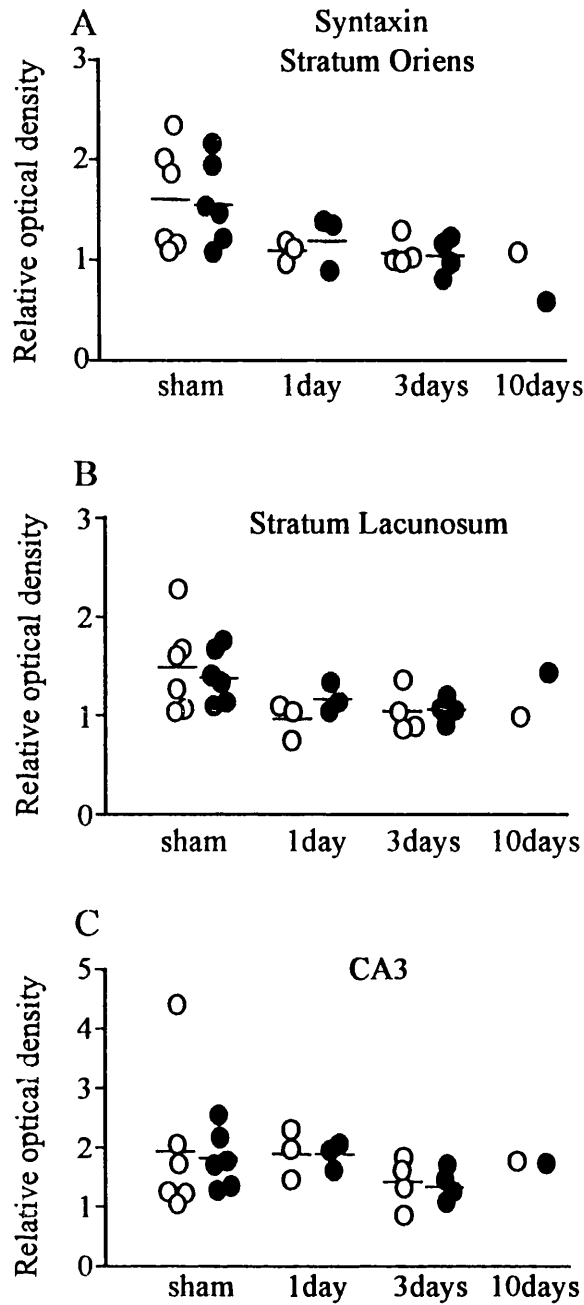 A
Syntaxin
Stratum Oriens
Relative optical density
3
2
1
0
sham 1day 3days 10days
B
Stratum Lacunosum
Relative optical density
3
2
1
0
sham 1day 3days 10days
C
CA3
Relative optical density
5
4
3
2
1
0
sham 1day 3days 10days